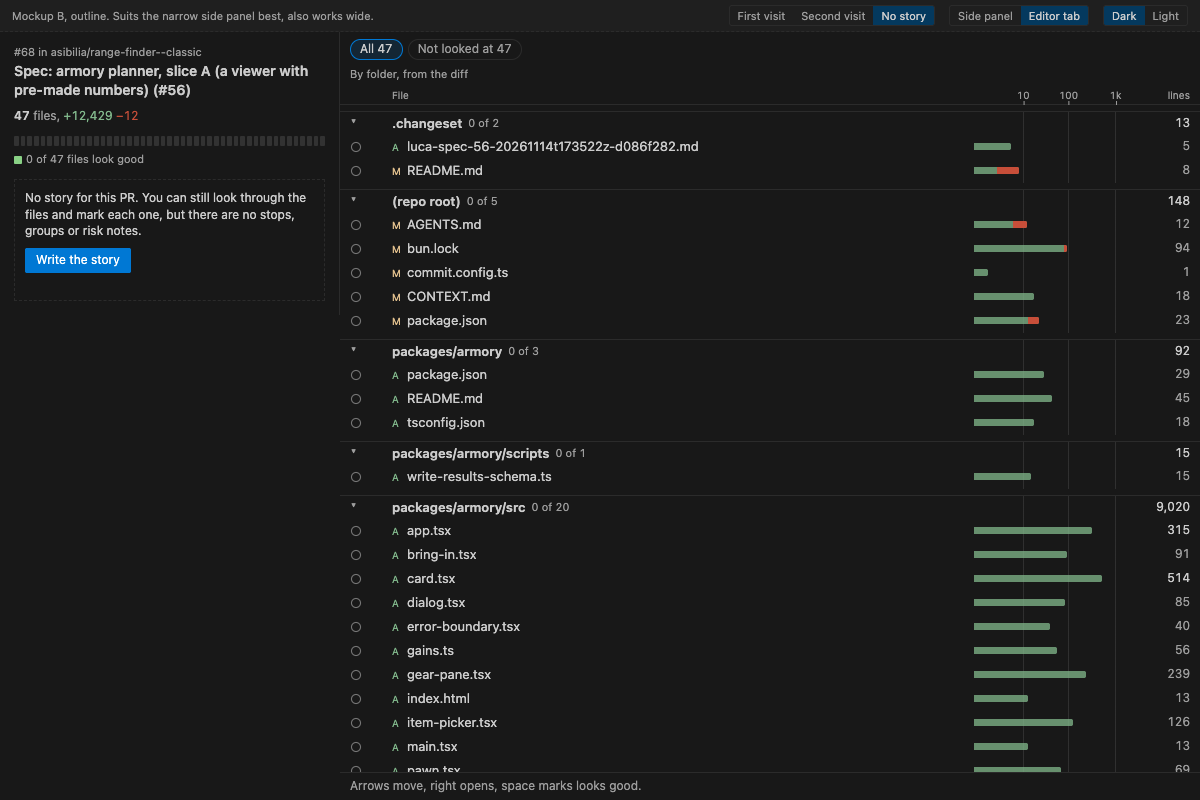 Mockup B, outline. Suits the narrow side panel best, also works wide.
First visit Second visit No story Side panel Editor tab Dark Light
#68 in asibilia/range-finder--classic
Spec: armory planner, slice A (a viewer with
pre-made numbers) (#56)
47 files, +12,429 −12
0 of 47 files look good
No story for this PR. You can still look through the
files and mark each one, but there are no stops,
groups or risk notes.
Write the story
All 47 Not looked at 47
By folder, from the diff
File 10 100 1k lines
.changeset 0 of 2 13
A luca-spec-56-20261114t173522z-d086f282.md 5
M README.md 8
(repo root) 0 of 5 148
M AGENTS.md 12
M bun.lock 94
M commit.config.ts 1
M CONTEXT.md 18
M package.json 23
packages/armory 0 of 3 92
A package.json 29
A README.md 45
A tsconfig.json 18
packages/armory/scripts 0 of 1 15
A write-results-schema.ts 15
packages/armory/src 0 of 20 9,020
A app.tsx 315
A bring-in.tsx 91
A card.tsx 514
A dialog.tsx 85
A error-boundary.tsx 40
A gains.ts 56
A gear-pane.tsx 239
A index.html 13
A item-picker.tsx 126
A main.tsx 13
A pawn.tsx 69
Arrows move, right opens, space marks looks good.